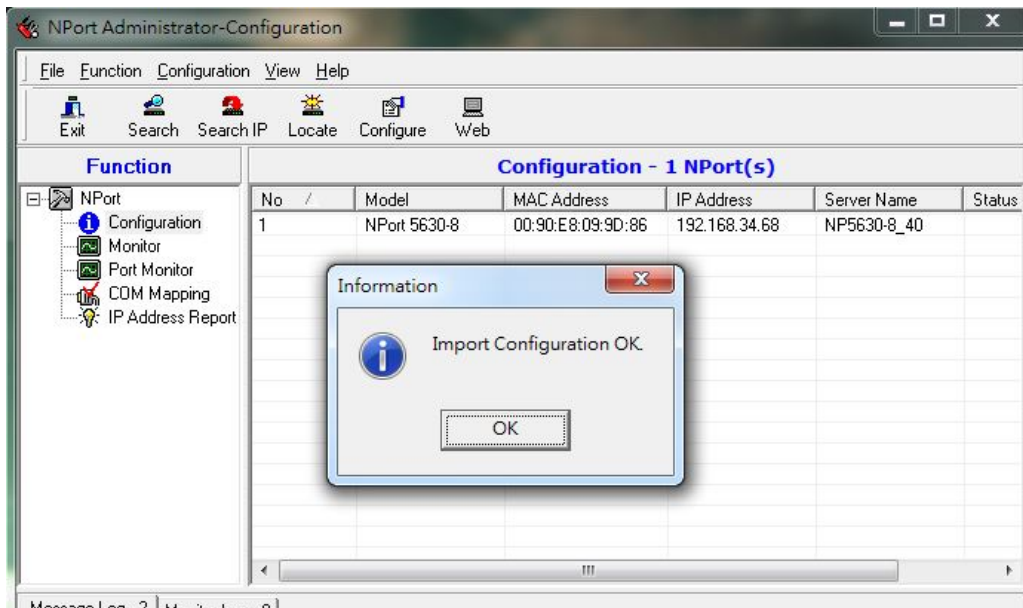 NPort Administrator-Configuration
File Function Configuration View Help
Exit Search Search IP Locate Configure Web
Function
Configuration - 1 NPort(s)
NPort
Configuration
Monitor
Port Monitor
COM Mapping
IP Address Report
No Model MAC Address IP Address Server Name Status
1 NPort 5630-8 00:90:E8:09:9D:86 192.168.34.68 NP5630-8_40
Information
Import Configuration OK.
OK
Message Log - 2